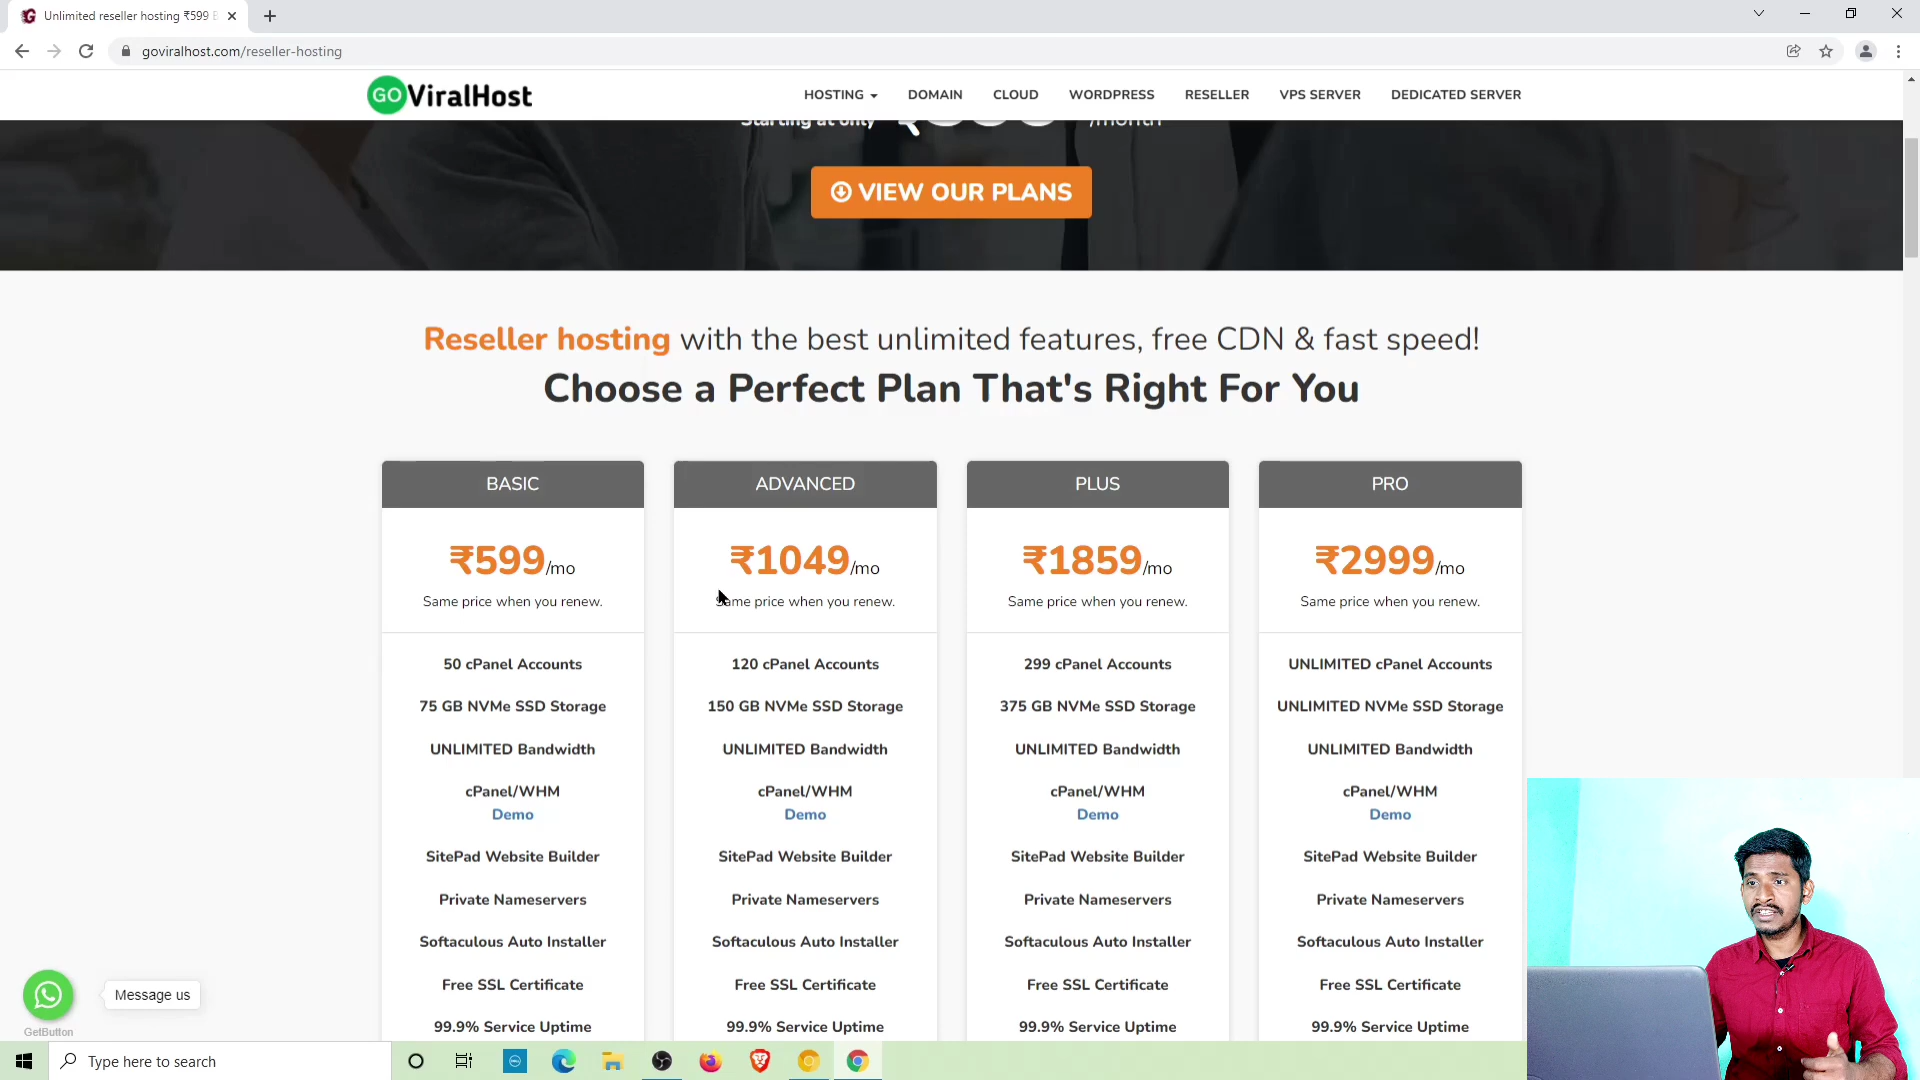 Unlimited reseller hosting ₹599
goviralhost.com/reseller-hosting
GO ViralHost
HOSTING DOMAIN CLOUD WORDPRESS RESELLER VPS SERVER DEDICATED SERVER
Starting at only /month
VIEW OUR PLANS
Reseller hosting with the best unlimited features, free CDN & fast speed!
Choose a Perfect Plan That's Right For You
BASIC
₹599/mo
Same price when you renew.
50 cPanel Accounts
75 GB NVMe SSD Storage
UNLIMITED Bandwidth
cPanel/WHM
Demo
SitePad Website Builder
Private Nameservers
Softaculous Auto Installer
Free SSL Certificate
99.9% Service Uptime
ADVANCED
₹1049/mo
Same price when you renew.
120 cPanel Accounts
150 GB NVMe SSD Storage
UNLIMITED Bandwidth
cPanel/WHM
Demo
SitePad Website Builder
Private Nameservers
Softaculous Auto Installer
Free SSL Certificate
99.9% Service Uptime
PLUS
₹1859/mo
Same price when you renew.
299 cPanel Accounts
375 GB NVMe SSD Storage
UNLIMITED Bandwidth
cPanel/WHM
Demo
SitePad Website Builder
Private Nameservers
Softaculous Auto Installer
Free SSL Certificate
99.9% Service Uptime
PRO
₹2999/mo
Same price when you renew.
UNLIMITED cPanel Accounts
UNLIMITED NVMe SSD Storage
UNLIMITED Bandwidth
cPanel/WHM
Demo
SitePad Website Builder
Private Nameservers
Softaculous Auto Installer
Free SSL Certificate
99.9% Service Uptime
Message us
GetButton
Type here to search